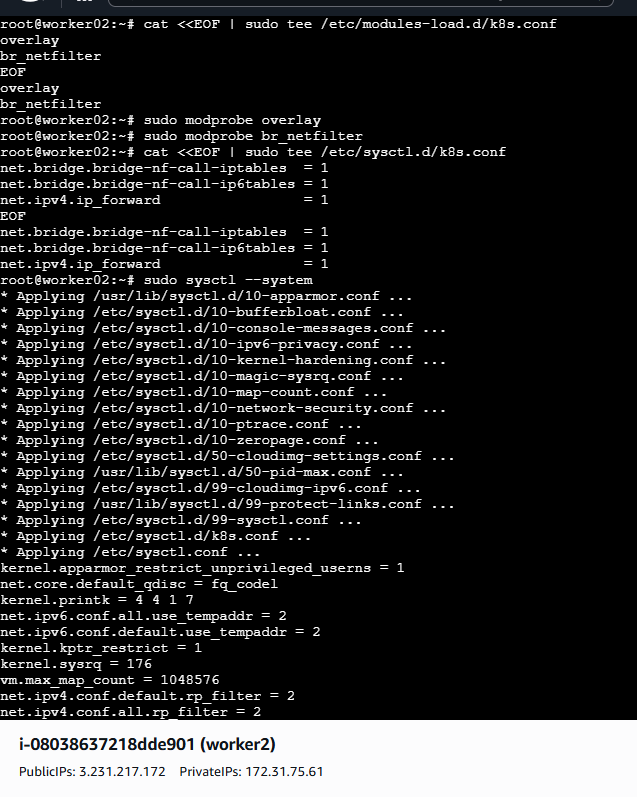 root@worker02:~# cat <<EOF | sudo tee /etc/modules-load.d/k8s.conf
overlay
br_netfilter
EOF
overlay
br_netfilter
root@worker02:~# sudo modprobe overlay
root@worker02:~# sudo modprobe br_netfilter
root@worker02:~# cat <<EOF | sudo tee /etc/sysctl.d/k8s.conf
net.bridge.bridge-nf-call-iptables  = 1
net.bridge.bridge-nf-call-ip6tables = 1
net.ipv4.ip_forward                 = 1
EOF
net.bridge.bridge-nf-call-iptables  = 1
net.bridge.bridge-nf-call-ip6tables = 1
net.ipv4.ip_forward                 = 1
root@worker02:~# sudo sysctl --system
* Applying /usr/lib/sysctl.d/10-apparmor.conf ...
* Applying /etc/sysctl.d/10-bufferbloat.conf ...
* Applying /etc/sysctl.d/10-console-messages.conf ...
* Applying /etc/sysctl.d/10-ipv6-privacy.conf ...
* Applying /etc/sysctl.d/10-kernel-hardening.conf ...
* Applying /etc/sysctl.d/10-magic-sysrq.conf ...
* Applying /etc/sysctl.d/10-map-count.conf ...
* Applying /etc/sysctl.d/10-network-security.conf ...
* Applying /etc/sysctl.d/10-ptrace.conf ...
* Applying /etc/sysctl.d/10-zeropage.conf ...
* Applying /etc/sysctl.d/50-cloudimg-settings.conf ...
* Applying /usr/lib/sysctl.d/50-pid-max.conf ...
* Applying /etc/sysctl.d/99-cloudimg-ipv6.conf ...
* Applying /usr/lib/sysctl.d/99-protect-links.conf ...
* Applying /etc/sysctl.d/99-sysctl.conf ...
* Applying /etc/sysctl.d/k8s.conf ...
* Applying /etc/sysctl.conf ...
kernel.apparmor_restrict_unprivileged_userns = 1
net.core.default_qdisc = fq_codel
kernel.printk = 4 4 1 7
net.ipv6.conf.all.use_tempaddr = 2
net.ipv6.conf.default.use_tempaddr = 2
kernel.kptr_restrict = 1
kernel.sysrq = 176
vm.max_map_count = 1048576
net.ipv4.conf.default.rp_filter = 2
net.ipv4.conf.all.rp_filter = 2
i-08038637218dde901 (worker2)
PublicIPs: 3.231.217.172 PrivateIPs: 172.31.75.61